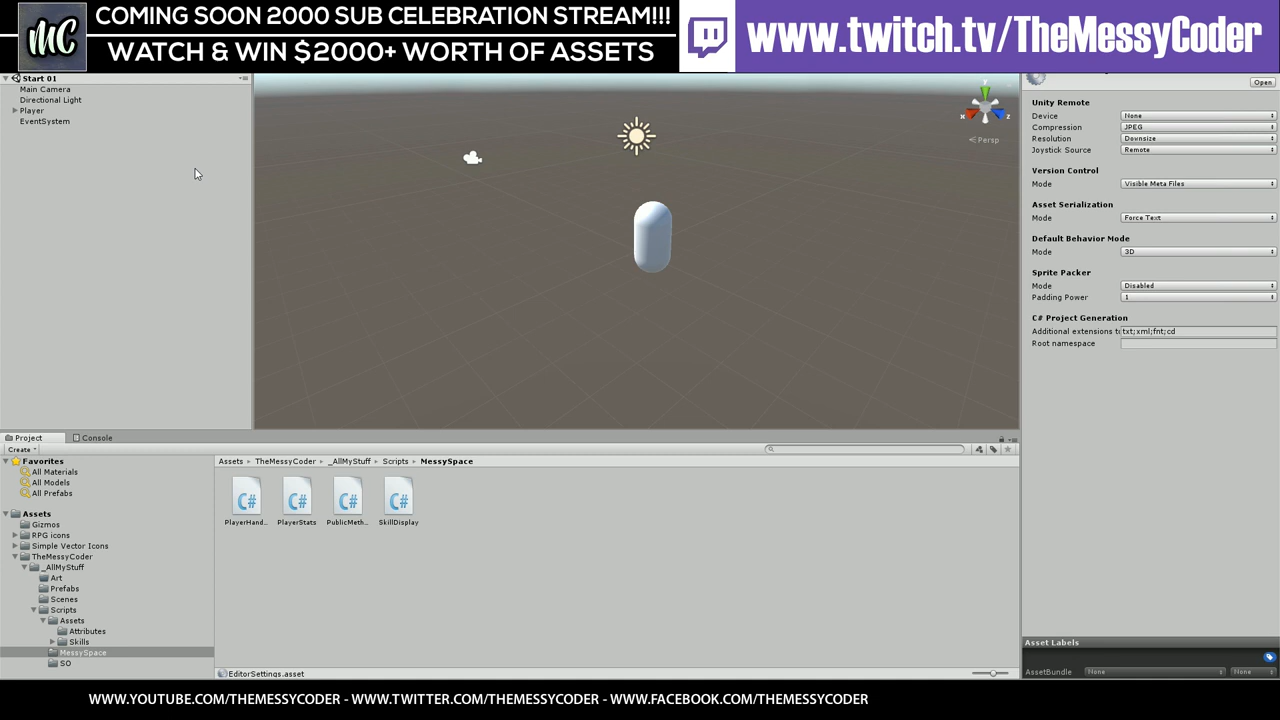 MC
COMING SOON 2000 SUB CELEBRATION STREAM!!!
WATCH & WIN $2000+ WORTH OF ASSETS
www.twitch.tv/TheMessyCoder
Start 01
Main Camera
Directional Light
Player
EventSystem
y
x
z
Persp
Open
Unity Remote
Device None
Compression JPEG
Resolution Downsize
Joystick Source Remote
Version Control
Mode Visible Meta Files
Asset Serialization
Mode Force Text
Default Behavior Mode
Mode 3D
Sprite Packer
Mode Disabled
Padding Power 1
C# Project Generation
Additional extensions to txt;xml;fnt;cd
Root namespace
Project Console
Create
Favorites
All Materials
All Models
All Prefabs
Assets
Gizmos
RPG icons
Simple Vector Icons
TheMessyCoder
_AllMyStuff
Art
Prefabs
Scenes
Scripts
Assets
Attributes
Skills
MessySpace
SO
Assets TheMessyCoder _AllMyStuff Scripts MessySpace
C# C# C# C#
PlayerHand... PlayerStats PublicMeth... SkillDisplay
EditorSettings.asset
Asset Labels
AssetBundle None None
WWW.YOUTUBE.COM/THEMESSYCODER - WWW.TWITTER.COM/THEMESSYCODER - WWW.FACEBOOK.COM/THEMESSYCODER